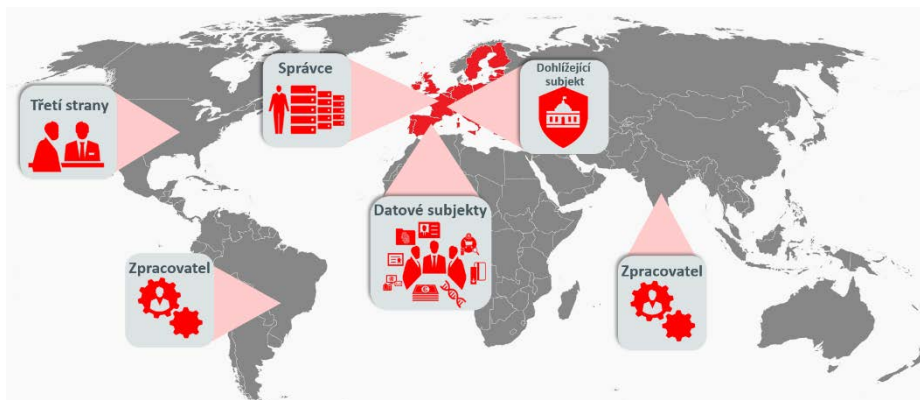 Správce
Dohlížející
subjekt
Třetí strany
Datové subjekty
Zpracovatel
Zpracovatel